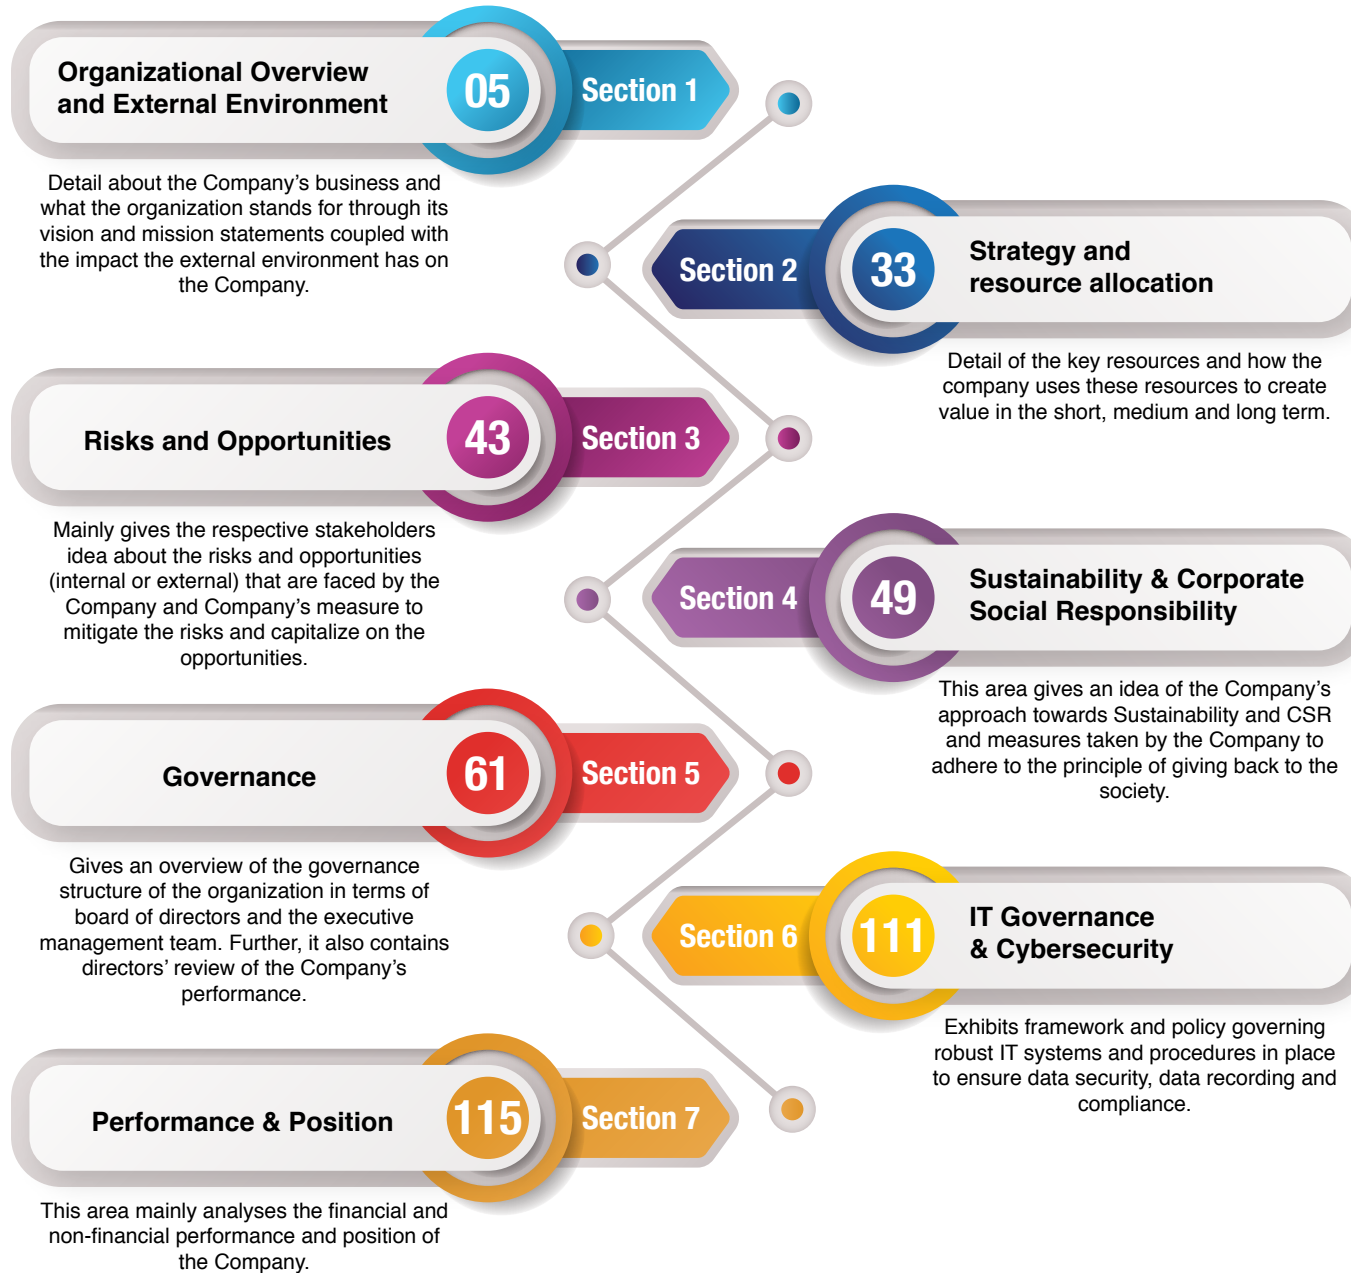 Organizational Overview
and External Environment
05
Section 1
Detail about the Company's business and
what the organization stands for through its
vision and mission statements coupled with
the impact the external environment has on
the Company.
Section 2
33
Strategy and
resource allocation
Detail of the key resources and how the
company uses these resources to create
value in the short, medium and long term.
Risks and Opportunities
43
Section 3
Mainly gives the respective stakeholders
idea about the risks and opportunities
(internal or external) that are faced by the
Company and Company's measure to
mitigate the risks and capitalize on the
opportunities.
Section 4
49
Sustainability & Corporate
Social Responsibility
This area gives an idea of the Company's
approach towards Sustainability and CSR
and measures taken by the Company to
adhere to the principle of giving back to the
society.
Governance
61
Section 5
Gives an overview of the governance
structure of the organization in terms of
board of directors and the executive
management team. Further, it also contains
directors' review of the Company's
performance.
Section 6
111
IT Governance
& Cybersecurity
Exhibits framework and policy governing
robust IT systems and procedures in place
to ensure data security, data recording and
compliance.
Performance & Position
115
Section 7
This area mainly analyses the financial and
non-financial performance and position of
the Company.